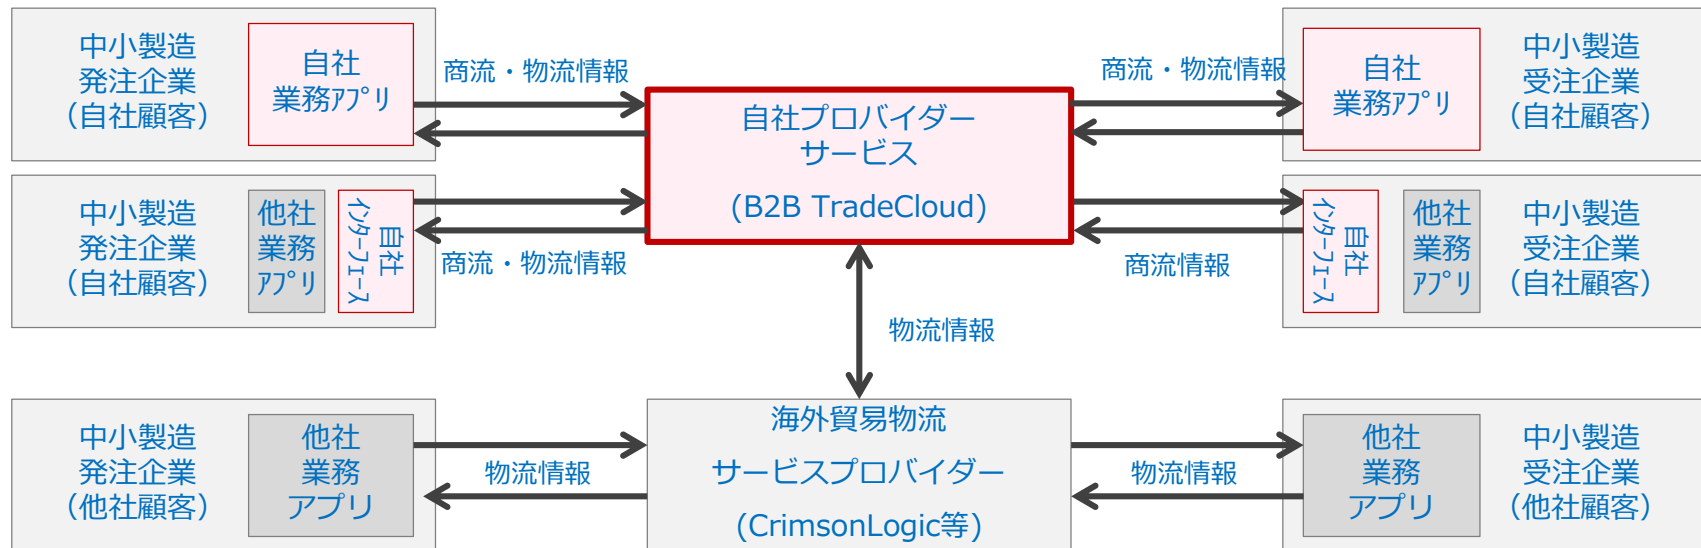 中小製造
発注企業
（自社顧客）
自社
業務ｱﾌﾟﾘ
商流・物流情報
自社プロバイダー
サービス
(B2B TradeCloud)
商流・物流情報
自社
業務ｱﾌﾟﾘ
中小製造
受注企業
（自社顧客）
中小製造
発注企業
（自社顧客）
他社
業務
ｱﾌﾟﾘ
自社
ｲﾝﾀｰﾌｪｰｽ
商流・物流情報
商流情報
自社
ｲﾝﾀｰﾌｪｰｽ
他社
業務
ｱﾌﾟﾘ
中小製造
受注企業
（自社顧客）
物流情報
中小製造
発注企業
（他社顧客）
他社
業務
アプリ
物流情報
海外貿易物流
サービスプロバイダー
(CrimsonLogic等)
物流情報
他社
業務
アプリ
中小製造
受注企業
（他社顧客）